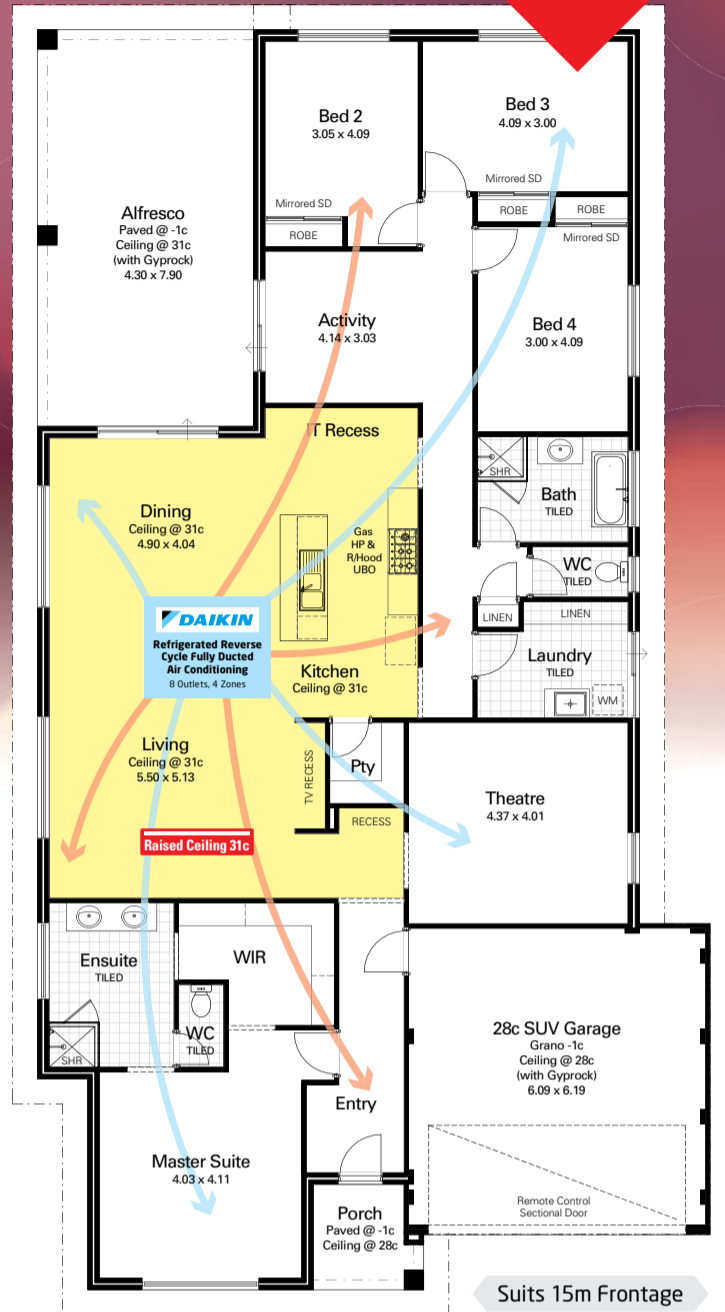 Bed 2
3.05 x 4.09
Mirrored SD
ROBE
Bed 3
4.09 x 3.00
Mirrored SD
ROBE
ROBE
Mirrored SD
Alfresco
Paved @ -1c
Ceiling @ 31c
(with Gyprock)
4.30 x 7.90
Activity
4.14 x 3.03
Bed 4
3.00 x 4.09
IT Recess
Dining
Ceiling @ 31c
4.90 x 4.04
Gas
HP &
R/Hood
UBO
SHR
Bath
TILED
WC
TILED
LINEN
LINEN
Laundry
TILED
WM
DAIKIN
Refrigerated Reverse
Cycle Fully Ducted
Air Conditioning
8 Outlets, 4 Zones
Kitchen
Ceiling @ 31c
Living
Ceiling @ 31c
5.50 x 5.13
TV RECESS
Pty
RECESS
Theatre
4.37 x 4.01
Raised Ceiling 31c
Ensuite
TILED
WIR
WC
TILED
SHR
28c SUV Garage
Grano -1c
Ceiling @ 28c
(with Gyprock)
6.09 x 6.19
Entry
Master Suite
4.03 x 4.11
Porch
Paved @ -1c
Ceiling @ 28c
Remote Control
Sectional Door
Suits 15m Frontage